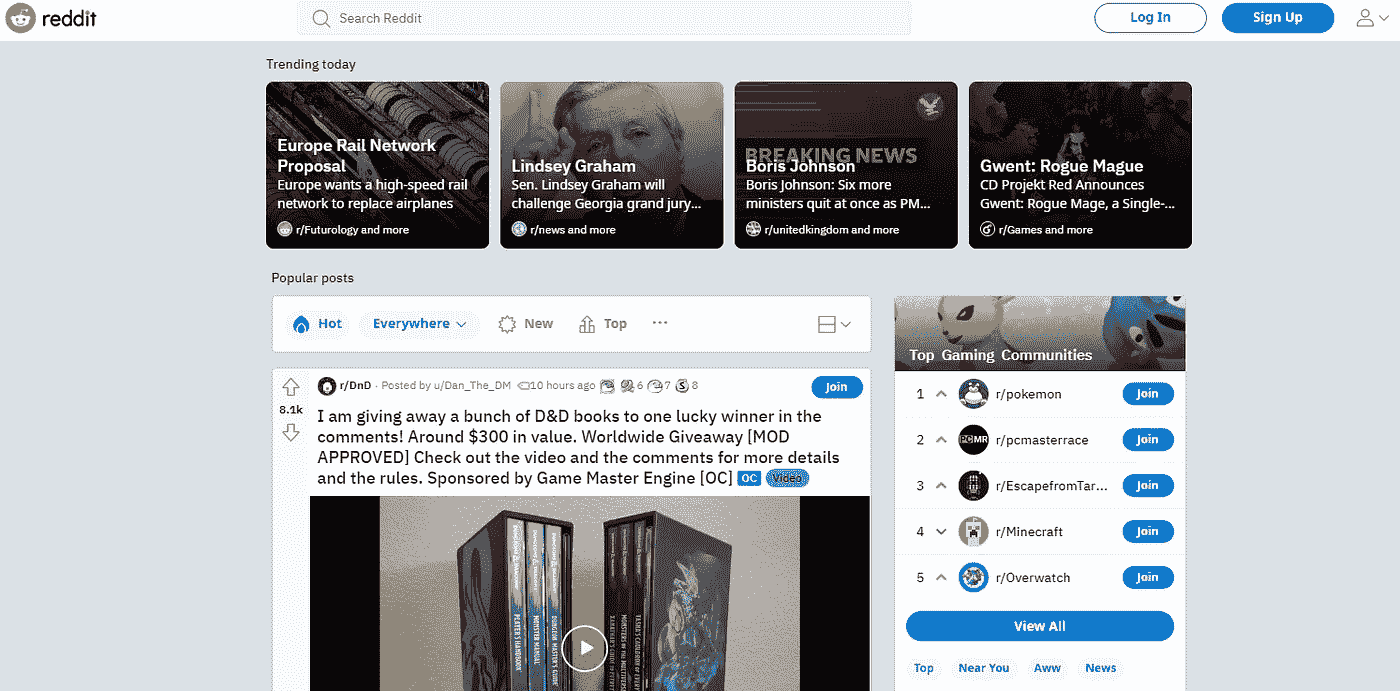 reddit
Search Reddit
Log In
Sign Up
Trending today
Europe Rail Network
Proposal
Europe wants a high-speed rail
network to replace airplanes
r/Futurology and more
Lindsey Graham
Sen. Lindsey Graham will
challenge Georgia grand jury...
r/news and more
BREAKING NEWS
Boris Johnson
Boris Johnson: Six more
ministers quit at once as PM...
r/unitedkingdom and more
Gwent: Rogue Mague
CD Projekt Red Announces
Gwent: Rogue Mage, a Single-...
r/Games and more
Popular posts
Hot
Everywhere
New
Top
...
8.1k
r/DnD · Posted by u/Dan_The_DM 10 hours ago 6 7 S 8
Join
I am giving away a bunch of D&D books to one lucky winner in the
comments! Around $300 in value. Worldwide Giveaway [MOD
APPROVED] Check out the video and the comments for more details
and the rules. Sponsored by Game Master Engine [OC] OC Video
PLAYER'S HANDBOOK
MONSTER MANUAL
DUNGEON MASTER'S GUIDE
Top Gaming Communities
1 r/pokemon Join
2 PCMR r/pcmasterrace Join
3 r/EscapefromTar... Join
4 r/Minecraft Join
5 r/Overwatch Join
View All
Top
Near You
Aww
News